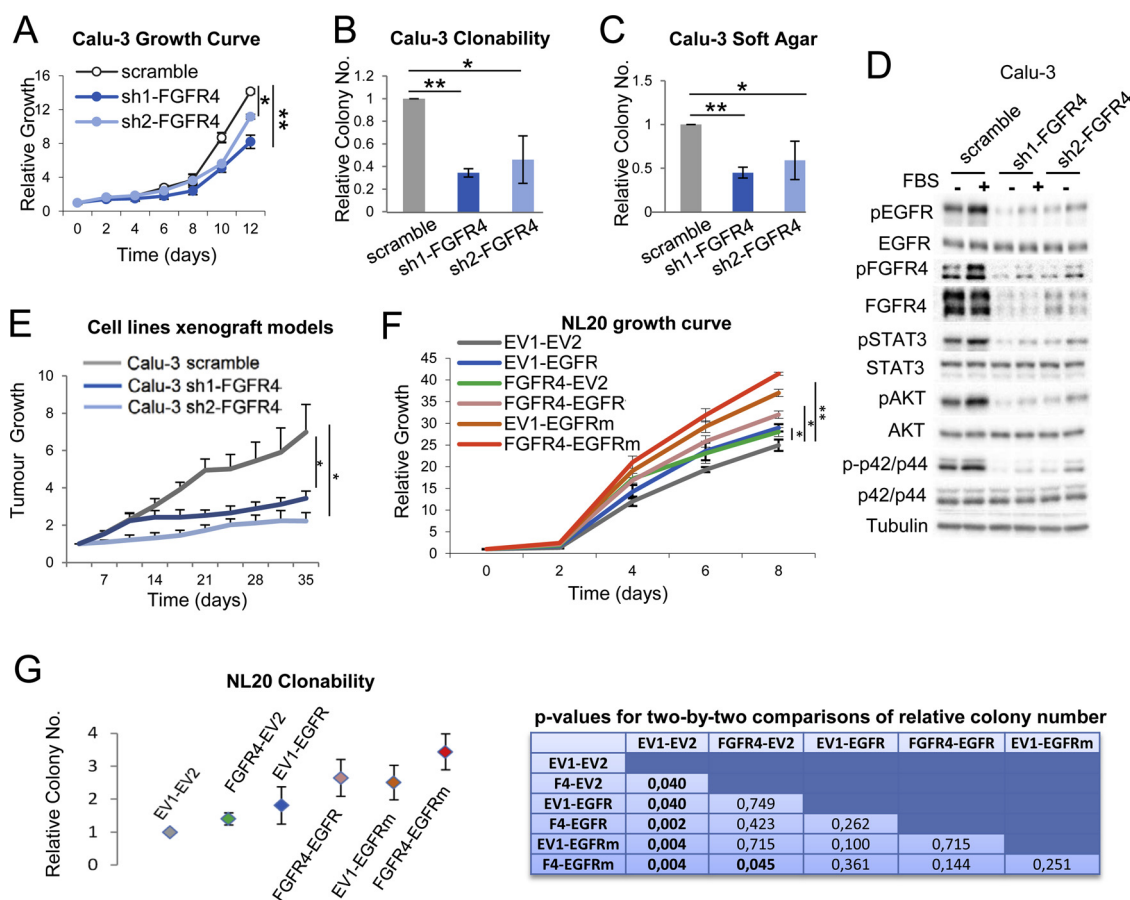 A
Calu-3 Growth Curve
Relative Growth
16
12
8
4
0
scramble
sh1-FGFR4
sh2-FGFR4
*
**
0 2 4 6 8 10 12
Time (days)
B
Calu-3 Clonability
Relative Colony No.
1
0.8
0.6
0.4
0.2
0
*
**
scramble
sh1-FGFR4
sh2-FGFR4
C
Calu-3 Soft Agar
Relative Colony No.
1
0.5
0
*
**
scramble
sh1-FGFR4
sh2-FGFR4
D
Calu-3
scramble
sh1-FGFR4
sh2-FGFR4
FBS - + - + -
pEGFR
EGFR
pFGFR4
FGFR4
pSTAT3
STAT3
pAKT
AKT
p-p42/p44
p42/p44
Tubulin
E
Cell lines xenograft models
Tumour Growth
10
8
6
4
2
0
Calu-3 scramble
Calu-3 sh1-FGFR4
Calu-3 sh2-FGFR4
*
*
7 14 21 28 35
Time (days)
F
NL20 growth curve
Relative Growth
45
40
35
30
25
20
15
10
5
0
EV1-EV2
EV1-EGFR
FGFR4-EV2
FGFR4-EGFR
EV1-EGFRm
FGFR4-EGFRm
*
*
**
0 2 4 6 8
Time (days)
G
NL20 Clonability
Relative Colony No.
4
3
2
1
0
EV1-EV2
FGFR4-EV2
EV1-EGFR
FGFR4-EGFR
EV1-EGFRm
FGFR4-EGFRm
p-values for two-by-two comparisons of relative colony number
EV1-EV2 FGFR4-EV2 EV1-EGFR FGFR4-EGFR EV1-EGFRm
EV1-EV2
F4-EV2 0,040
EV1-EGFR 0,040 0,749
F4-EGFR 0,002 0,423 0,262
EV1-EGFRm 0,004 0,715 0,100 0,715
F4-EGFRm 0,004 0,045 0,361 0,144 0,251